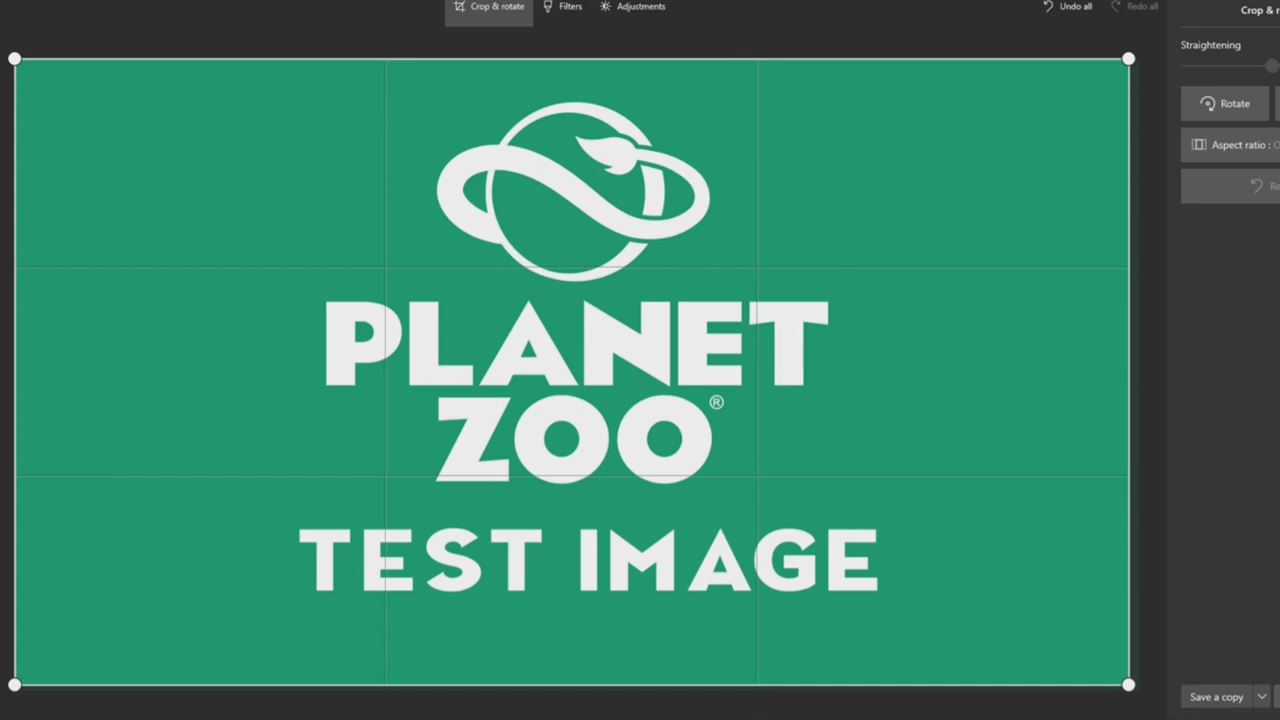 Crop & rotate Filters Adjustments Undo all Redo all Crop & r
Straightening
Rotate
Aspect ratio :
PLANET
ZOO®
TEST IMAGE
Save a copy